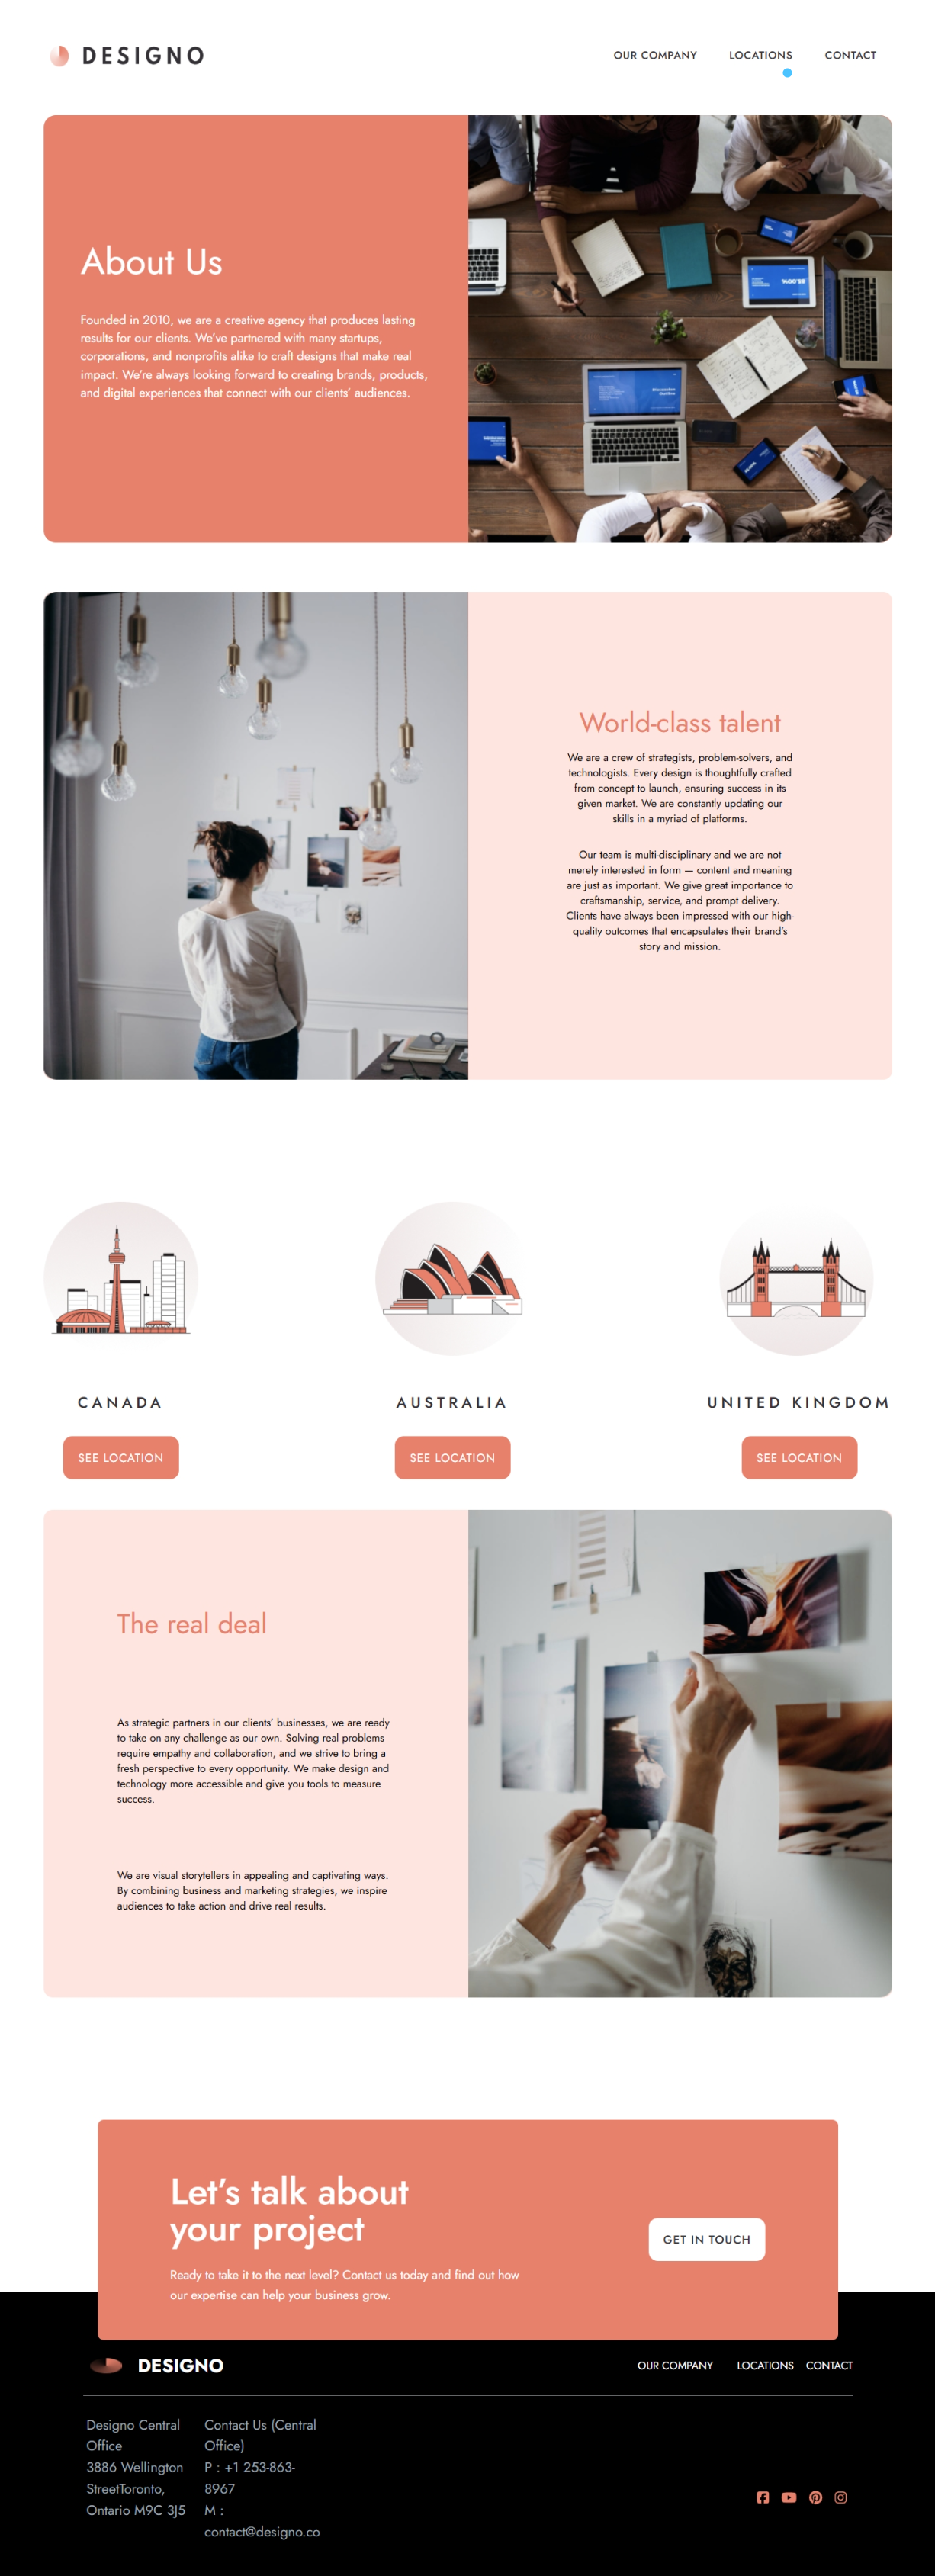 DESIGNO
OUR COMPANY
LOCATIONS
CONTACT
About Us
Founded in 2010, we are a creative agency that produces lasting
results for our clients. We've partnered with many startups,
corporations, and nonprofits alike to craft designs that make real
impact. We're always looking forward to creating brands, products,
and digital experiences that connect with our clients' audiences.
World-class talent
We are a crew of strategists, problem-solvers, and
technologists. Every design is thoughtfully crafted
from concept to launch, ensuring success in its
given market. We are constantly updating our
skills in a myriad of platforms.
Our team is multi-disciplinary and we are not
merely interested in form — content and meaning
are just as important. We give great importance to
craftsmanship, service, and prompt delivery.
Clients have always been impressed with our high-
quality outcomes that encapsulates their brand's
story and mission.
CANADA
AUSTRALIA
UNITED KINGDOM
SEE LOCATION
SEE LOCATION
SEE LOCATION
The real deal
As strategic partners in our clients' businesses, we are ready
to take on any challenge as our own. Solving real problems
require empathy and collaboration, and we strive to bring a
fresh perspective to every opportunity. We make design and
technology more accessible and give you tools to measure
success.
We are visual storytellers in appealing and captivating ways.
By combining business and marketing strategies, we inspire
audiences to take action and drive real results.
Let's talk about
your project
Ready to take it to the next level? Contact us today and find out how
our expertise can help your business grow.
GET IN TOUCH
DESIGNO
OUR COMPANY
LOCATIONS
CONTACT
Designo Central
Office
3886 Wellington
StreetToronto,
Ontario M9C 3J5
Contact Us (Central
Office)
P : +1 253-863-
8967
M :
contact@designo.co